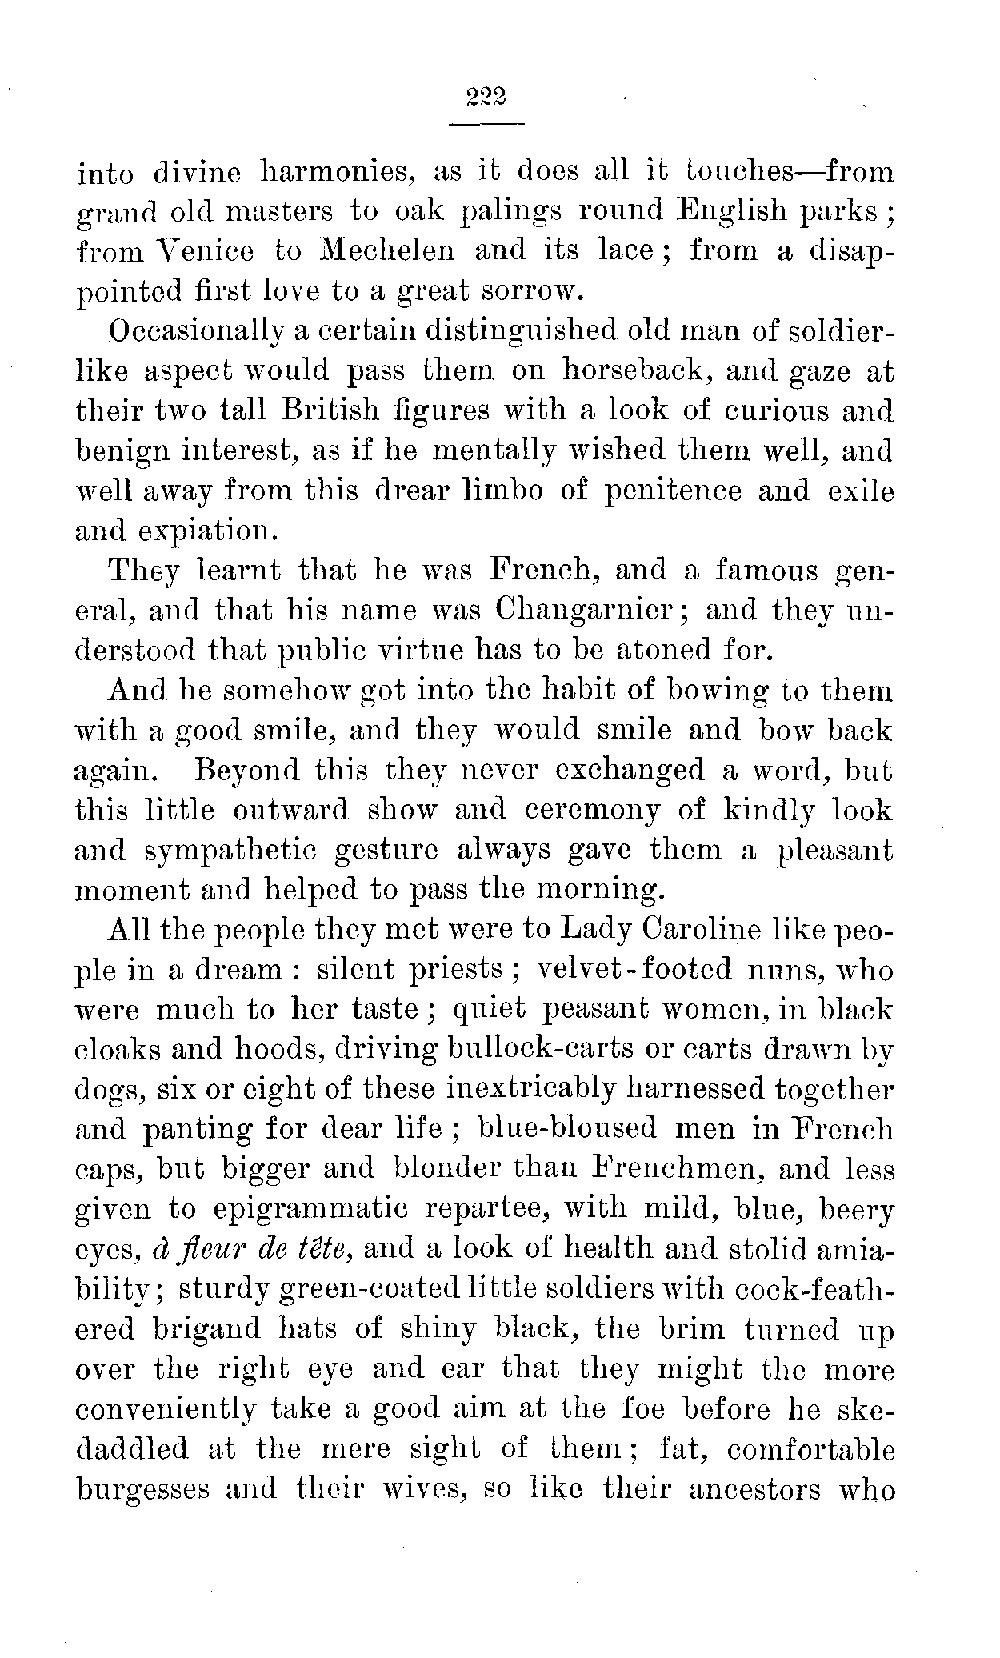 222
into divine harmonies, as it does all it touches—from
grand old masters to oak palings round English parks ;
from Venice to Mechelen and its lace ; from a disap-
pointed first love to a great sorrow.
Occasionally a certain distinguished old man of soldier-
like aspect would pass them on horseback, and gaze at
their two tall British figures with a look of curious and
benign interest, as if he mentally wished them well, and
well away from this drear limbo of penitence and exile
and expiation.
They learnt that he was French, and a famous gen-
eral, and that his name was Changarnier ; and they un-
derstood that public virtue has to be atoned for.
And he somehow got into the habit of bowing to them
with a good smile, and they would smile and bow back
again. Beyond this they never exchanged a word, but
this little outward show and ceremony of kindly look
and sympathetic gesture always gave them a pleasant
moment and helped to pass the morning.
All the people they met were to Lady Caroline like peo-
ple in a dream : silent priests ; velvet-footed nuns, who
were much to her taste ; quiet peasant women, in black
cloaks and hoods, driving bullock-carts or carts drawn by
dogs, six or eight of these inextricably harnessed together
and panting for dear life ; blue-bloused men in French
caps, but bigger and blonder than Frenchmen, and less
given to epigrammatic repartee, with mild, blue, beery
eyes, à fleur de tête, and a look of health and stolid amia-
bility ; sturdy green-coated little soldiers with cock-feath-
ered brigand hats of shiny black, the brim turned up
over the right eye and ear that they might the more
conveniently take a good aim at the foe before he ske-
daddled at the mere sight of them ; fat, comfortable
burgesses and their wives, so like their ancestors who